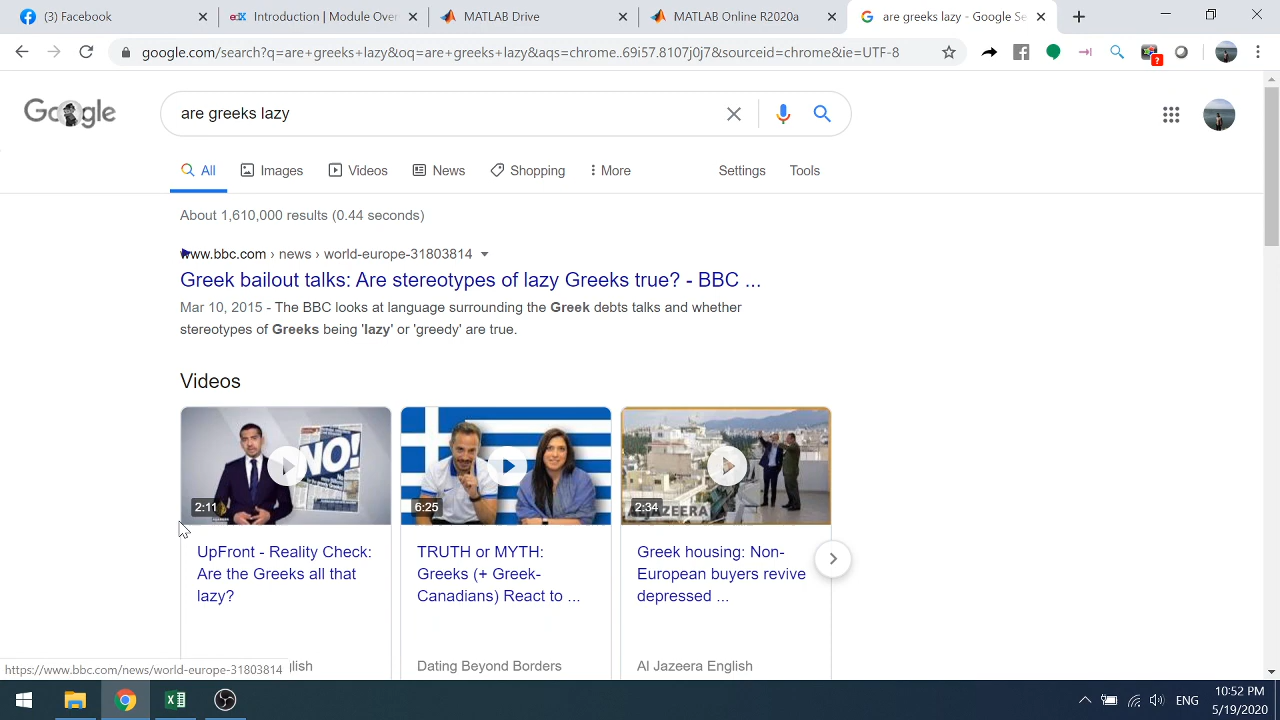 (3) Facebook
Introduction | Module Over
MATLAB Drive
MATLAB Online R2020a
are greeks lazy - Google Se
google.com/search?q=are+greeks+lazy&oq=are+greeks+lazy&aqs=chrome..69i57.8107j0j7&sourceid=chrome&ie=UTF-8
Google
are greeks lazy
All
Images
Videos
News
Shopping
More
Settings
Tools
About 1,610,000 results (0.44 seconds)
www.bbc.com › news › world-europe-31803814
Greek bailout talks: Are stereotypes of lazy Greeks true? - BBC ...
Mar 10, 2015 - The BBC looks at language surrounding the Greek debts talks and whether
stereotypes of Greeks being 'lazy' or 'greedy' are true.
Videos
NO!
2:11
6:25
2:34
ALJAZEERA
UpFront - Reality Check:
Are the Greeks all that
lazy?
TRUTH or MYTH:
Greeks (+ Greek-
Canadians) React to ...
Greek housing: Non-
European buyers revive
depressed ...
https://www.bbc.com/news/world-europe-31803814
lish
Dating Beyond Borders
Al Jazeera English
ENG
10:52 PM
5/19/2020